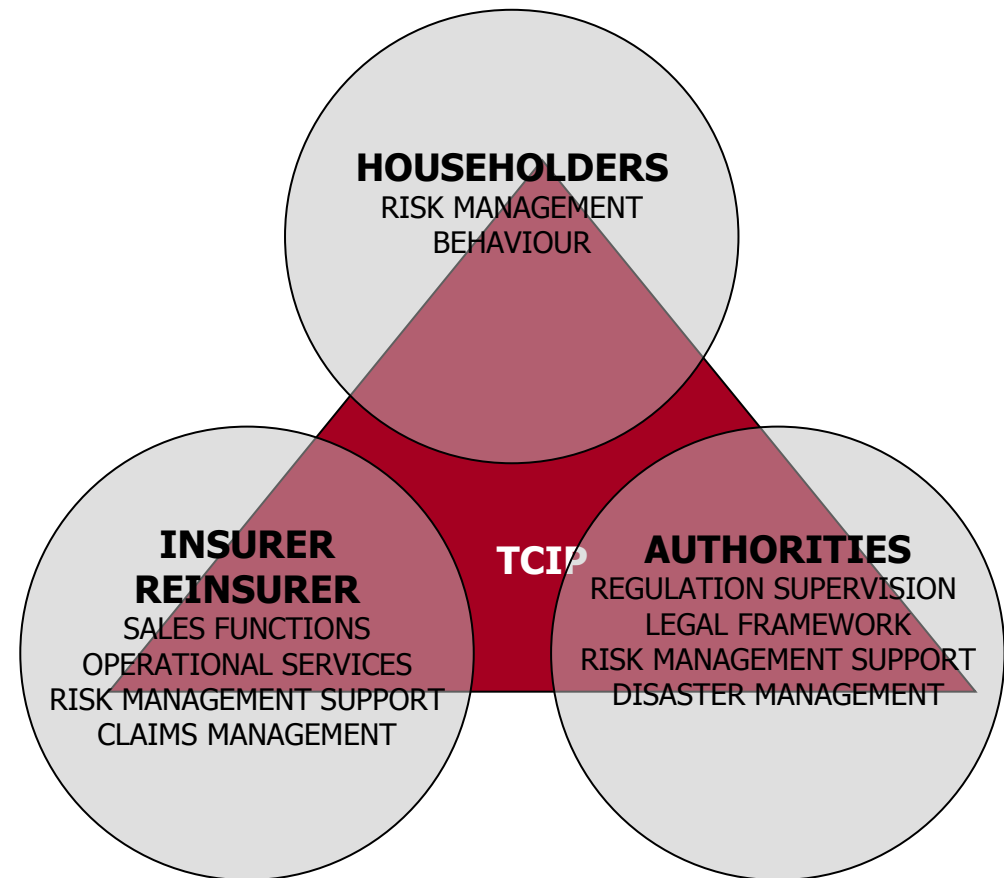 HOUSEHOLDERS
RISK MANAGEMENT
BEHAVIOUR
INSURER
REINSURER
SALES FUNCTIONS
OPERATIONAL SERVICES
RISK MANAGEMENT SUPPORT
CLAIMS MANAGEMENT
TCIP
AUTHORITIES
REGULATION SUPERVISION
LEGAL FRAMEWORK
RISK MANAGEMENT SUPPORT
DISASTER MANAGEMENT